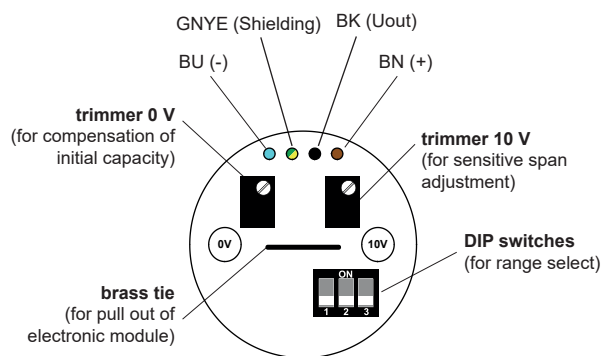 GNYE (Shielding)
BK (Uout)
BU (-)
BN (+)
trimmer 0 V
(for compensation of
initial capacity)
trimmer 10 V
(for sensitive span
adjustment)
0V
10V
DIP switches
(for range select)
ON
1 2 3
brass tie
(for pull out of
electronic module)